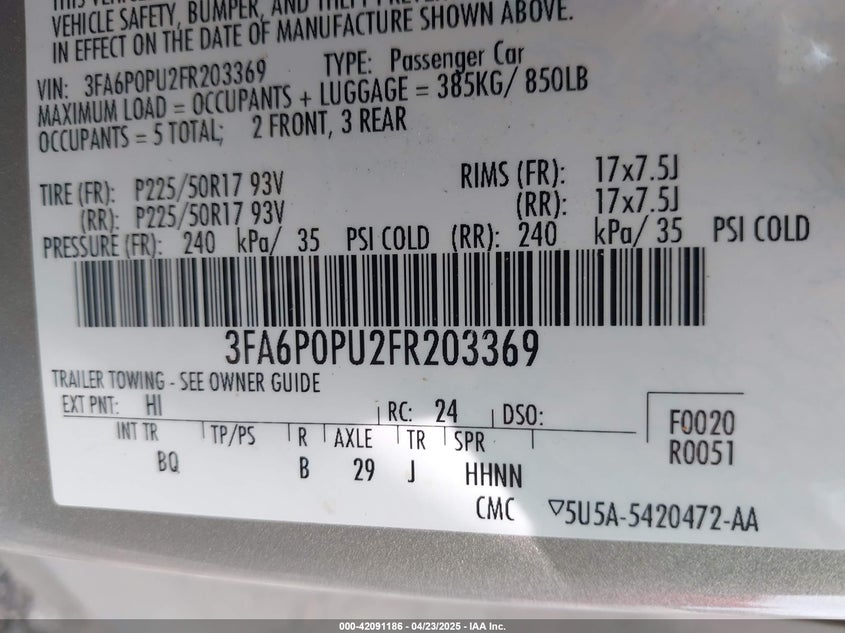 VEHICLE SAFETY, BUMPER, AND THEFT
IN EFFECT ON THE DATE OF MANUFACTURE SHOWN ABOVE.
VIN: 3FA6P0PU2FR203369 TYPE: Passenger Car
MAXIMUM LOAD = OCCUPANTS + LUGGAGE = 385KG/ 850LB
OCCUPANTS = 5 TOTAL; 2 FRONT, 3 REAR
TIRE (FR): P225/50R17 93V RIMS (FR): 17x7.5J
(RR): P225/50R17 93V (RR): 17x7.5J
PRESSURE (FR): 240 kPa/ 35 PSI COLD (RR): 240 kPa/ 35 PSI COLD
3FA6P0PU2FR203369
TRAILER TOWING - SEE OWNER GUIDE
EXT PNT: HI RC: 24 DSO: F0020
INT TR TP/PS R AXLE TR SPR R0051
BQ B 29 J HHNN
CMC ▽5U5A-5420472-AA
000-42091186 - 04/23/2025 - IAA Inc.